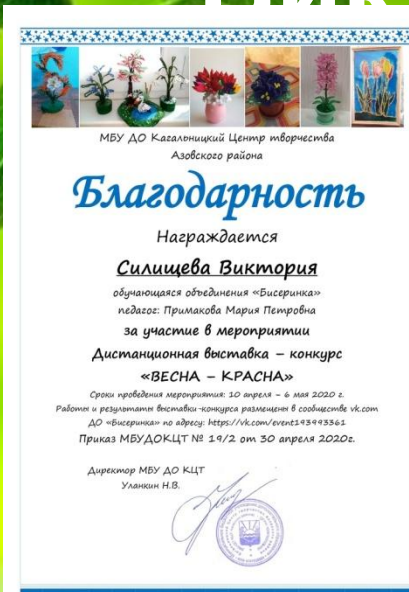 МБУ ДО Кагальницкий Центр творчества
Азовского района
Благодарность
Награждается
Силищева Виктория
обучающаяся объединения «Бисеринка»
педагог: Примакова Мария Петровна
за участие в мероприятии
Дистанционная выставка – конкурс
«ВЕСНА – КРАСНА»
Сроки проведения мероприятия: 10 апреля – 6 мая 2020 г.
Работы и результаты выставки-конкурса размещены в сообществе vk.com
ДО «Бисеринка» по адресу: https://vk.com/event193993361
Приказ МБУДОКЦТ № 19/2 от 30 апреля 2020г.
Директор МБУ ДО КЦТ
Уланкин Н.В.